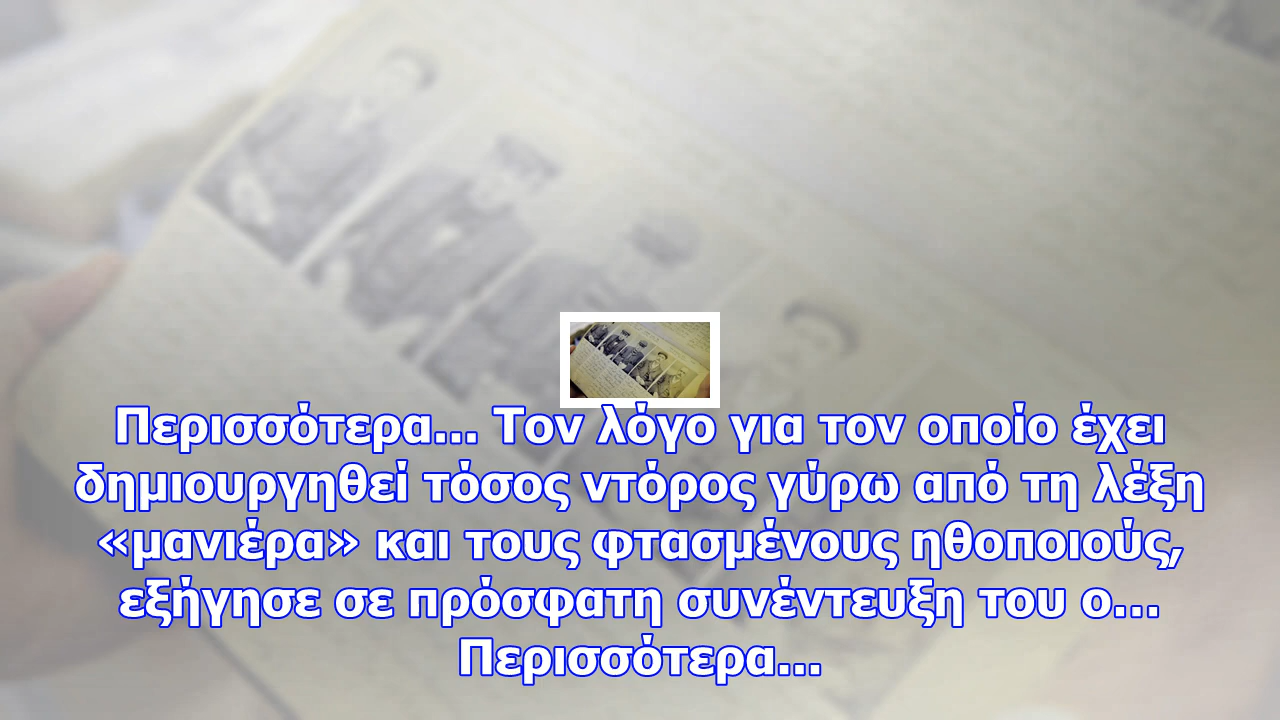 Περισσότερα... Τον λόγο για τον οποίο έχει
δημιουργηθεί τόσος ντόρος γύρω από τη λέξη
«μανιέρα» και τους φτασμένους ηθοποιούς,
εξήγησε σε πρόσφατη συνέντευξη του ο...
Περισσότερα...